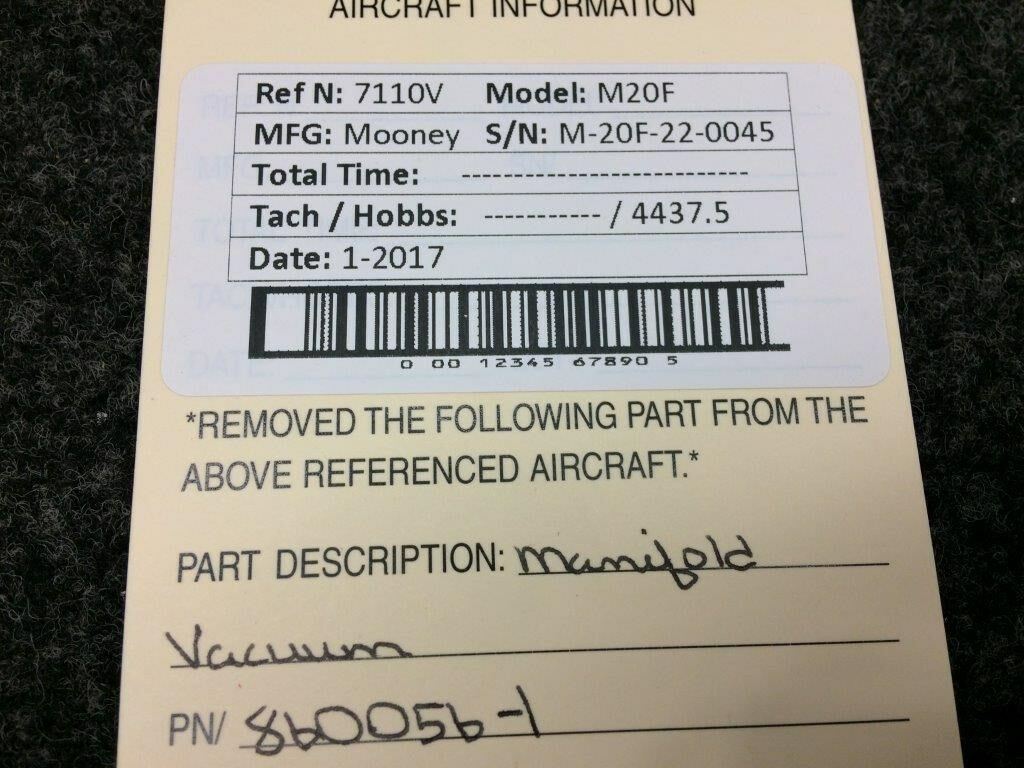 AIRCRAFT INFORMATION
Ref N: 7110V Model: M20F
MFG: Mooney S/N: M-20F-22-0045
Total Time: ---------------------------
Tach / Hobbs: ----------- / 4437.5
Date: 1-2017
0 00 12345 67890 5
*REMOVED THE FOLLOWING PART FROM THE
ABOVE REFERENCED AIRCRAFT.*
PART DESCRIPTION: Manifold
Vacuum
PN/ 860056-1